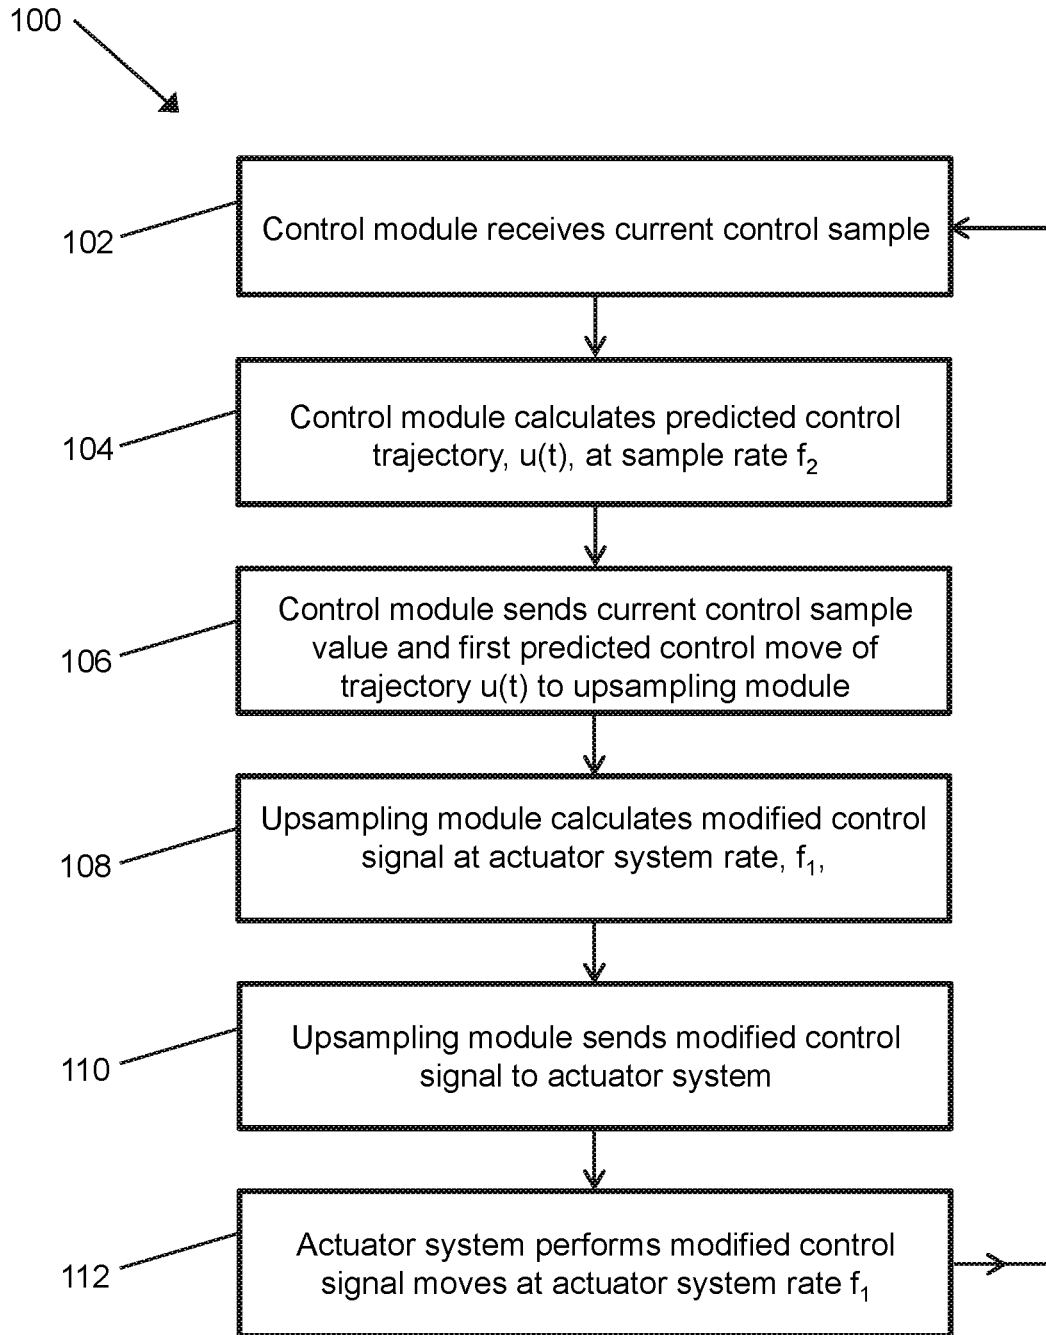 100
102
Control module receives current control sample
104
Control module calculates predicted control
trajectory, u(t), at sample rate f₂
106
Control module sends current control sample
value and first predicted control move of
trajectory u(t) to upsampling module
108
Upsampling module calculates modified control
signal at actuator system rate, f₁,
110
Upsampling module sends modified control
signal to actuator system
112
Actuator system performs modified control
signal moves at actuator system rate f₁